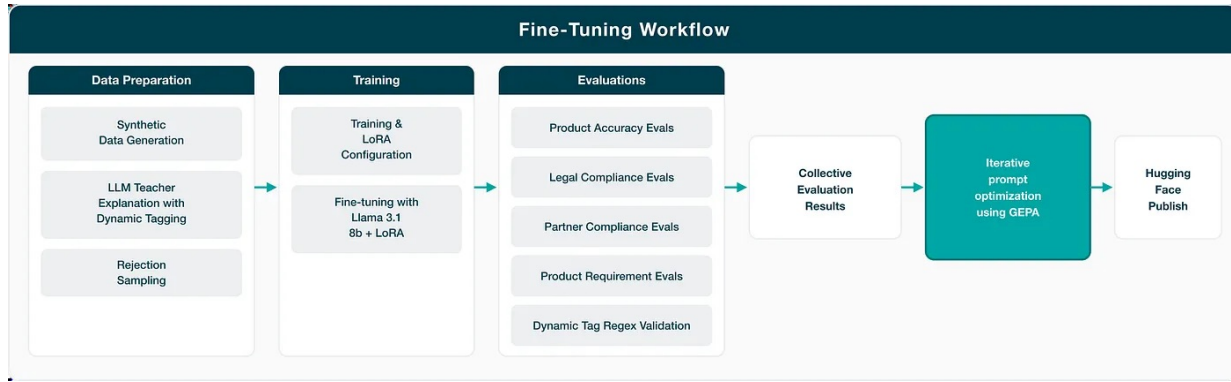 Fine-Tuning Workflow
Data Preparation
Synthetic
Data Generation
LLM Teacher
Explanation with
Dynamic Tagging
Rejection
Sampling
Training
Training &
LoRA
Configuration
Fine-tuning with
Llama 3.1
8b + LoRA
Evaluations
Product Accuracy Evals
Legal Compliance Evals
Partner Compliance Evals
Product Requirement Evals
Dynamic Tag Regex Validation
Collective
Evaluation
Results
Iterative
prompt
optimization
using GEPA
Hugging
Face
Publish